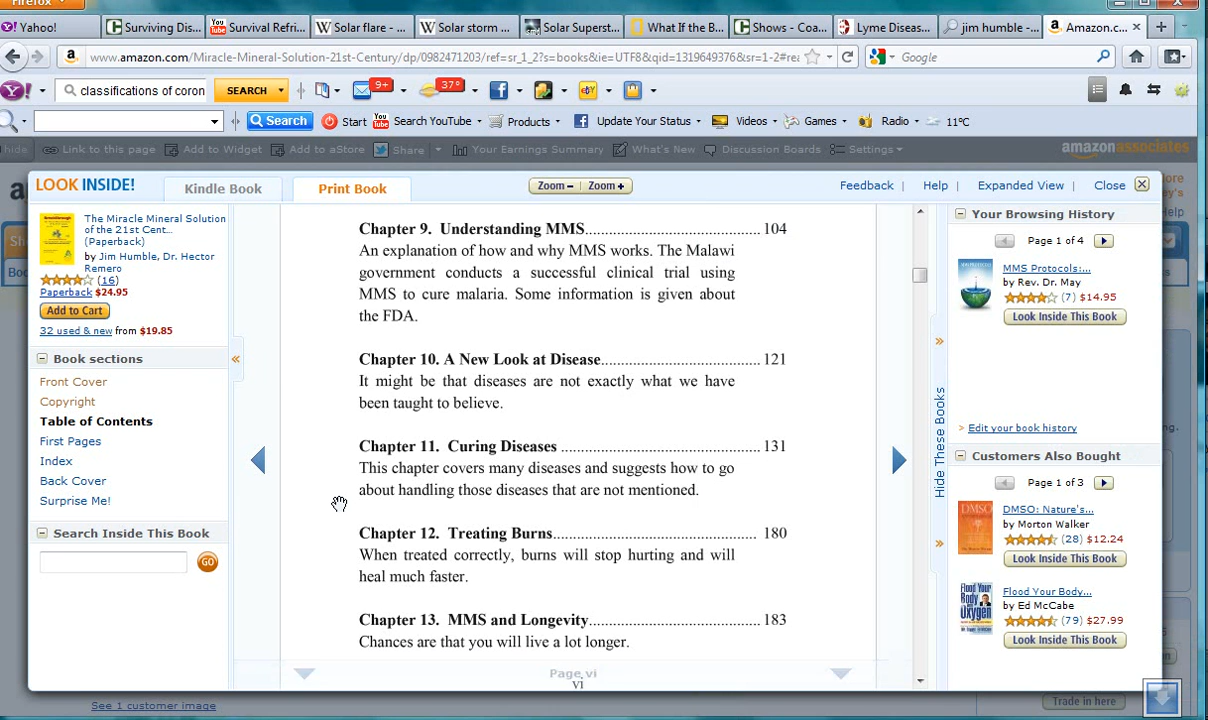 Firefox
Yahoo!
Surviving Dis...
Survival Refri...
Solar flare - ...
Solar storm ...
Solar Superst...
What If the B...
Shows - Coa...
Lyme Diseas...
jim humble - ...
Amazon.c...
www.amazon.com/Miracle-Mineral-Solution-21st-Century/dp/0982471203/ref=sr_1_2?s=books&ie=UTF8&qid=1319649376&sr=1-2#rea
Google
classifications of coron
SEARCH
9+
37°
Search
Start
Search YouTube
Products
Update Your Status
Videos
Games
Radio
11°C
hide
Link to this page
Add to Widget
Add to aStore
Share
Your Earnings Summary
What's New
Discussion Boards
Settings
amazonassociates
LOOK INSIDE!
Kindle Book
Print Book
Zoom −
Zoom +
Feedback
Help
Expanded View
Close
The Miracle Mineral Solution
of the 21st Cent...
(Paperback)
by Jim Humble, Dr. Hector
Remero
(16)
Paperback $24.95
Add to Cart
32 used & new from $19.85
Book sections
Front Cover
Copyright
Table of Contents
First Pages
Index
Back Cover
Surprise Me!
Search Inside This Book
GO
Chapter 9. Understanding MMS..................................... 104
An explanation of how and why MMS works. The Malawi
government conducts a successful clinical trial using
MMS to cure malaria. Some information is given about
the FDA.
Chapter 10. A New Look at Disease................................. 121
It might be that diseases are not exactly what we have
been taught to believe.
Chapter 11. Curing Diseases ........................................... 131
This chapter covers many diseases and suggests how to go
about handling those diseases that are not mentioned.
Chapter 12. Treating Burns........................................... 180
When treated correctly, burns will stop hurting and will
heal much faster.
Chapter 13. MMS and Longevity.................................... 183
Chances are that you will live a lot longer.
Page vi
VI
Hide These Books
Your Browsing History
Page 1 of 4
MMS Protocols:...
by Rev. Dr. May
(7) $14.95
Look Inside This Book
Edit your book history
Customers Also Bought
Page 1 of 3
DMSO: Nature's...
by Morton Walker
(28) $12.24
Look Inside This Book
Flood Your Body...
by Ed McCabe
(79) $27.99
Look Inside This Book
See 1 customer image
Trade in here